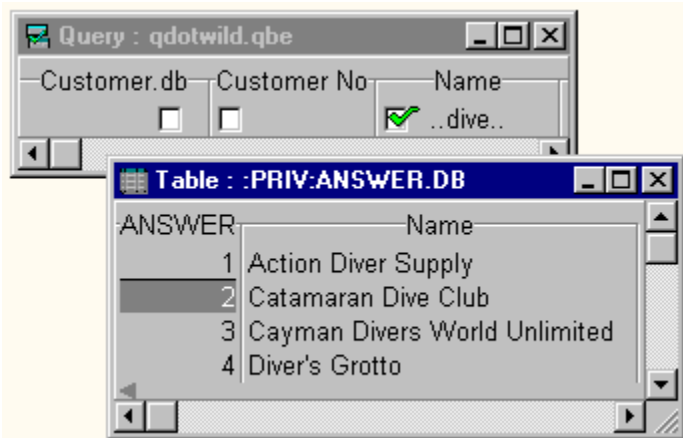 Query : qdotwild.qbe
Customer.db Customer No Name
..dive..
Table : :PRIV:ANSWER.DB
ANSWER Name
1 Action Diver Supply
2 Catamaran Dive Club
3 Cayman Divers World Unlimited
4 Diver's Grotto